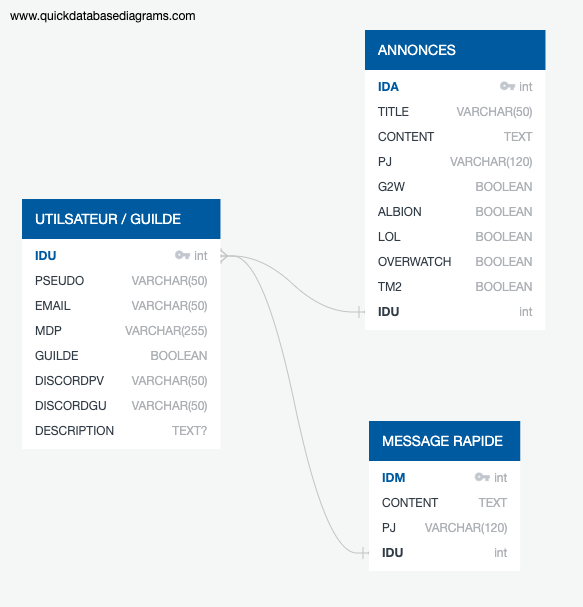 www.quickdatabasediagrams.com
ANNONCES
IDA int
TITLE VARCHAR(50)
CONTENT TEXT
PJ VARCHAR(120)
G2W BOOLEAN
ALBION BOOLEAN
LOL BOOLEAN
OVERWATCH BOOLEAN
TM2 BOOLEAN
IDU int
UTILSATEUR / GUILDE
IDU int
PSEUDO VARCHAR(50)
EMAIL VARCHAR(50)
MDP VARCHAR(255)
GUILDE BOOLEAN
DISCORDPV VARCHAR(50)
DISCORDGU VARCHAR(50)
DESCRIPTION TEXT?
MESSAGE RAPIDE
IDM int
CONTENT TEXT
PJ VARCHAR(120)
IDU int